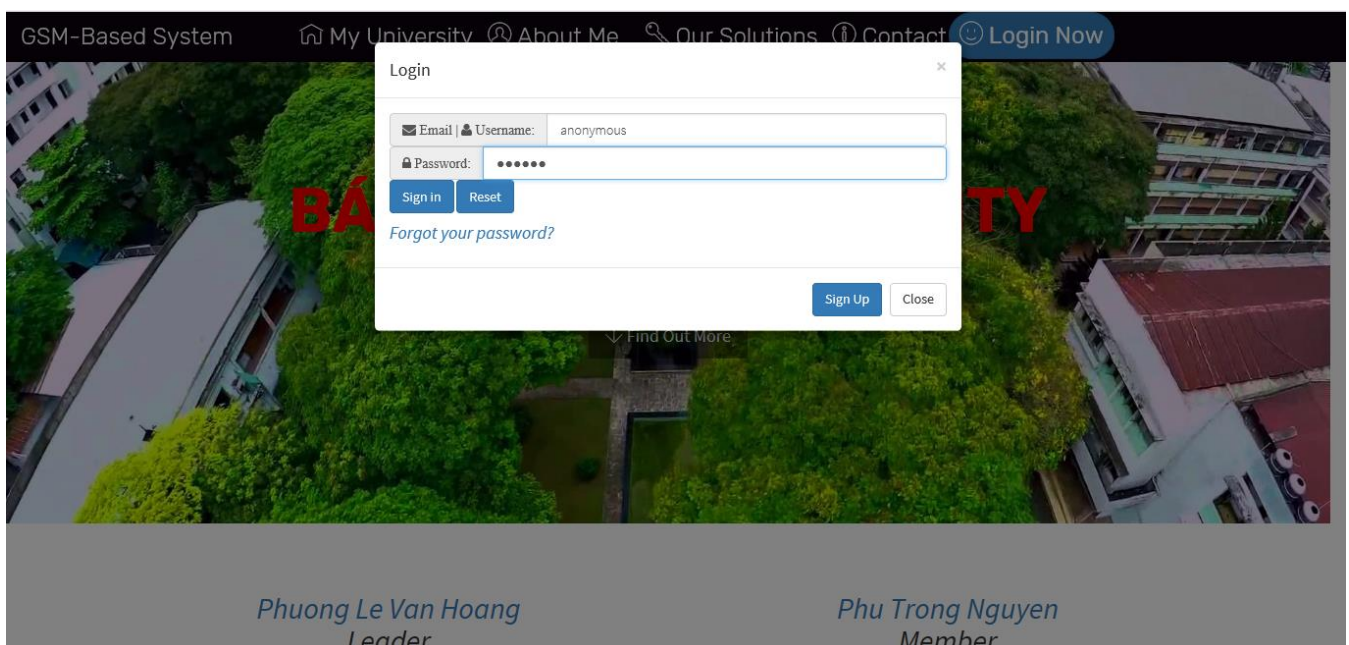 GSM-Based System My University About Me Our Solutions Contact Login Now
Login ×
Email | Username: anonymous
Password: ●●●●●●
Sign in Reset
Forgot your password?
Sign Up Close
BÁ TY
Find Out More
Phuong Le Van Hoang Phu Trong Nguyen
Leader Member